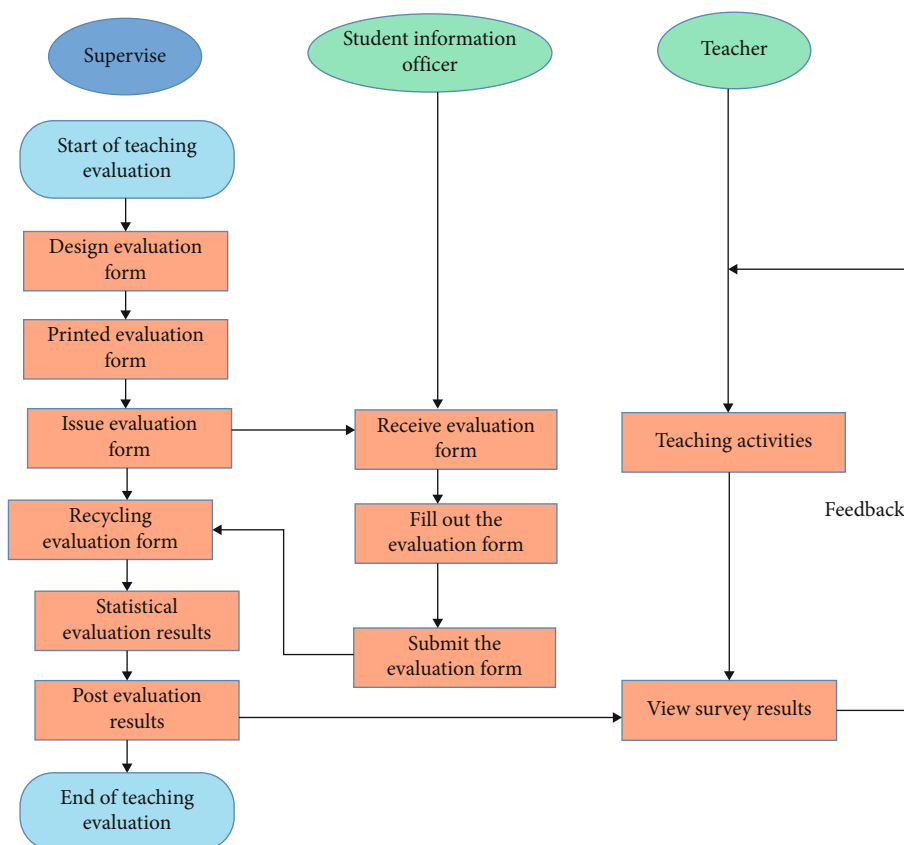 Supervise
Student information
officer
Teacher
Start of teaching
evaluation
Design evaluation
form
Printed evaluation
form
Issue evaluation
form
Receive evaluation
form
Teaching activities
Recycling
evaluation form
Fill out the
evaluation form
Feedback
Statistical
evaluation results
Submit the
evaluation form
Post evaluation
results
View survey results
End of teaching
evaluation